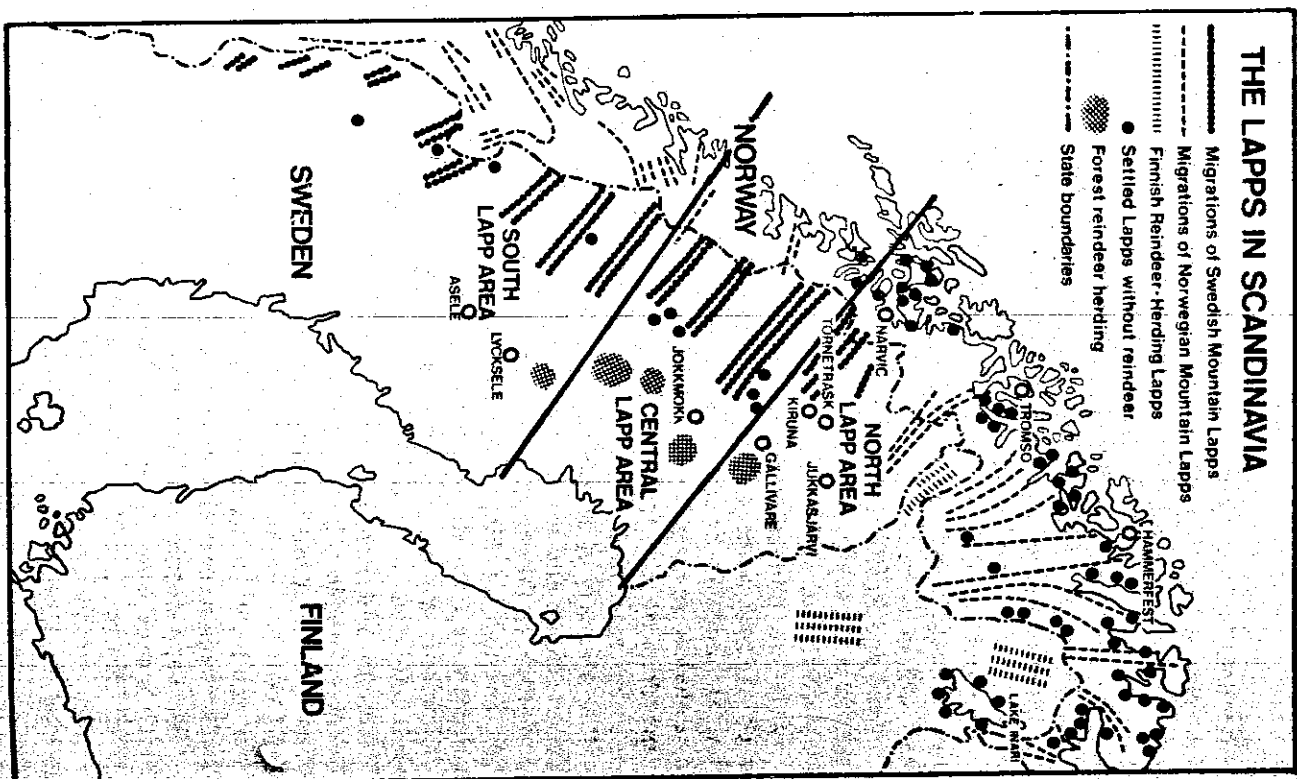 THE LAPPS IN SCANDINAVIA
Migrations of Swedish Mountain Lapps
Migrations of Norwegian Mountain Lapps
Finnish Reindeer-Herding Lapps
Settled Lapps without reindeer
Forest reindeer herding
State boundaries
HAMMERFEST
TROMSO
LAKE INARI
NARVIC
TORNETRASK
NORTH
LAPP AREA
JUKKASJÄRVI
KIRUNA
GÄLLIVARE
NORWAY
JOKKMOKK
CENTRAL
LAPP AREA
SOUTH
LAPP AREA
LYCKSELE
ASELE
SWEDEN
FINLAND